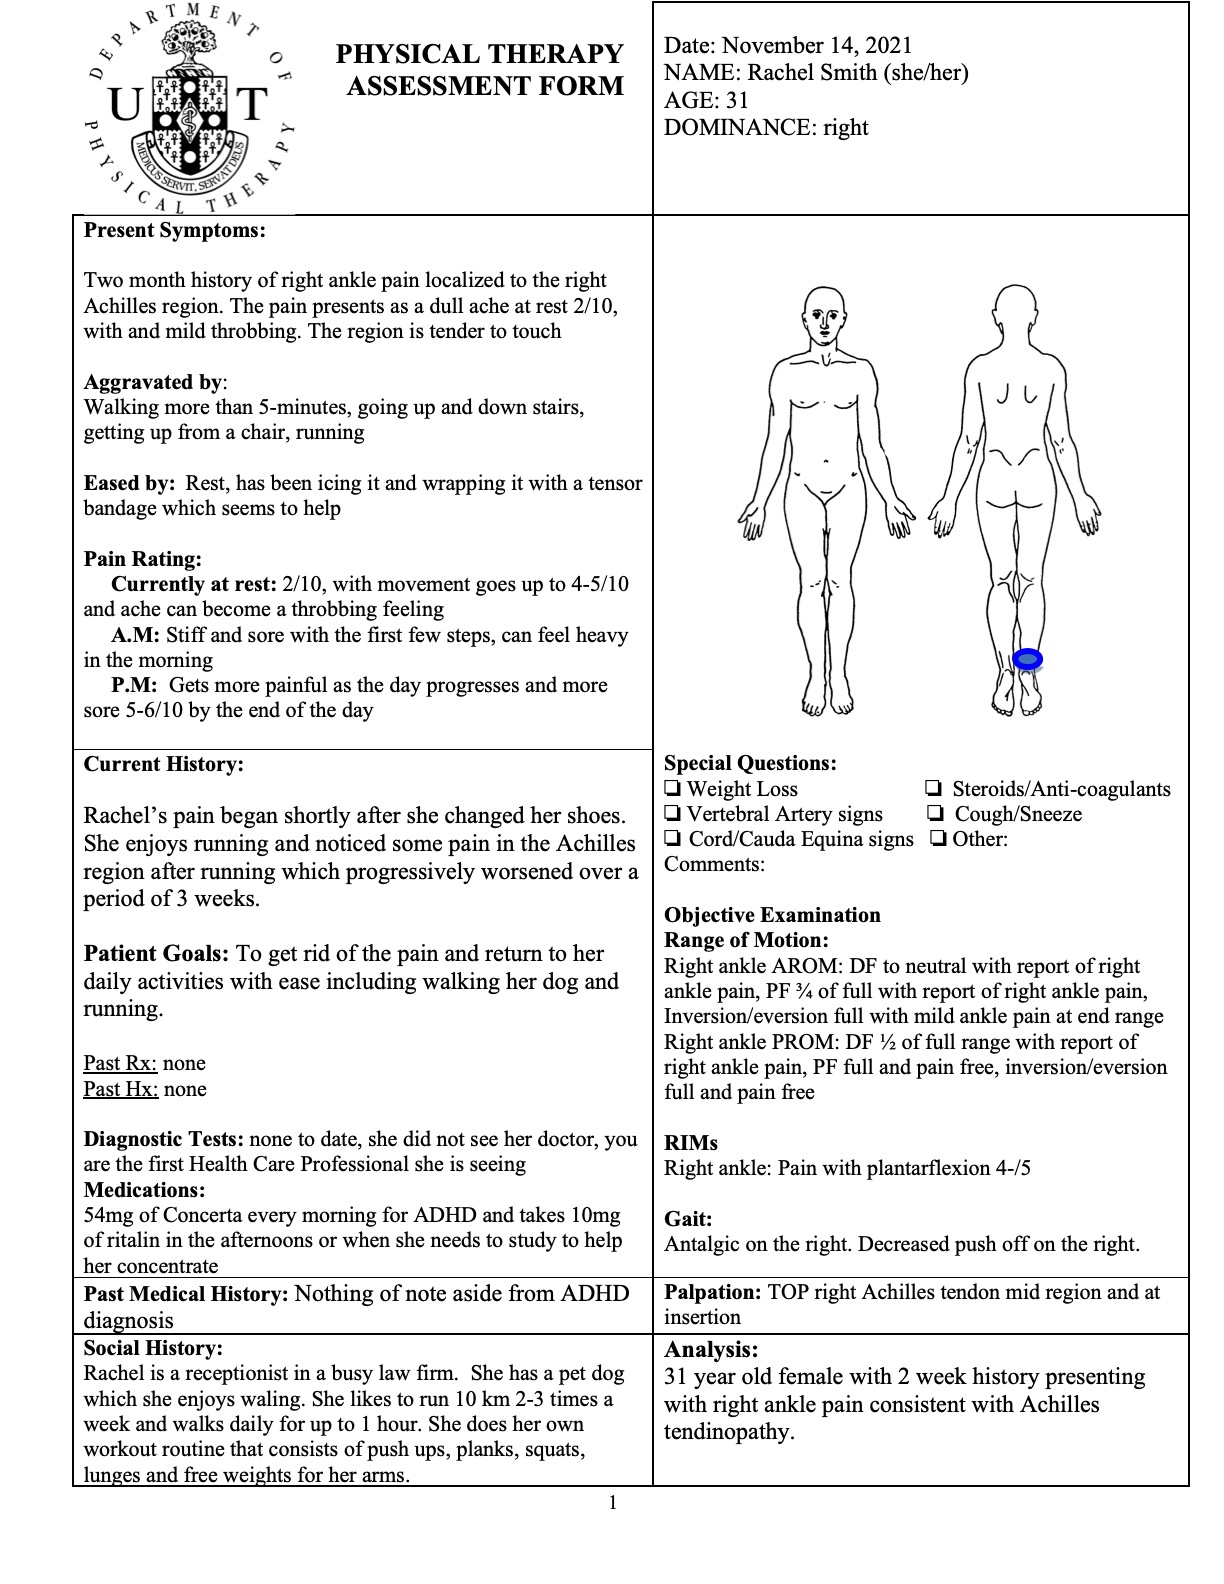 DEPARTMENT OF
PHYSICAL THERAPY
U T
MEDICUS SERVIT, SERVAT DEUS
PHYSICAL THERAPY
ASSESSMENT FORM
Date: November 14, 2021
NAME: Rachel Smith (she/her)
AGE: 31
DOMINANCE: right
Present Symptoms:
Two month history of right ankle pain localized to the right
Achilles region. The pain presents as a dull ache at rest 2/10,
with and mild throbbing. The region is tender to touch
Aggravated by:
Walking more than 5-minutes, going up and down stairs,
getting up from a chair, running
Eased by: Rest, has been icing it and wrapping it with a tensor
bandage which seems to help
Pain Rating:
Currently at rest: 2/10, with movement goes up to 4-5/10
and ache can become a throbbing feeling
A.M: Stiff and sore with the first few steps, can feel heavy
in the morning
P.M: Gets more painful as the day progresses and more
sore 5-6/10 by the end of the day
Current History:
Rachel’s pain began shortly after she changed her shoes.
She enjoys running and noticed some pain in the Achilles
region after running which progressively worsened over a
period of 3 weeks.
Patient Goals: To get rid of the pain and return to her
daily activities with ease including walking her dog and
running.
Past Rx: none
Past Hx: none
Diagnostic Tests: none to date, she did not see her doctor, you
are the first Health Care Professional she is seeing
Medications:
54mg of Concerta every morning for ADHD and takes 10mg
of ritalin in the afternoons or when she needs to study to help
her concentrate
Special Questions:
❏ Weight Loss ❏ Steroids/Anti-coagulants
❏ Vertebral Artery signs ❏ Cough/Sneeze
❏ Cord/Cauda Equina signs ❏ Other:
Comments:
Objective Examination
Range of Motion:
Right ankle AROM: DF to neutral with report of right
ankle pain, PF ¾ of full with report of right ankle pain,
Inversion/eversion full with mild ankle pain at end range
Right ankle PROM: DF ½ of full range with report of
right ankle pain, PF full and pain free, inversion/eversion
full and pain free
RIMs
Right ankle: Pain with plantarflexion 4-/5
Gait:
Antalgic on the right. Decreased push off on the right.
Past Medical History: Nothing of note aside from ADHD
diagnosis
Palpation: TOP right Achilles tendon mid region and at
insertion
Social History:
Rachel is a receptionist in a busy law firm. She has a pet dog
which she enjoys waling. She likes to run 10 km 2-3 times a
week and walks daily for up to 1 hour. She does her own
workout routine that consists of push ups, planks, squats,
lunges and free weights for her arms.
Analysis:
31 year old female with 2 week history presenting
with right ankle pain consistent with Achilles
tendinopathy.
1